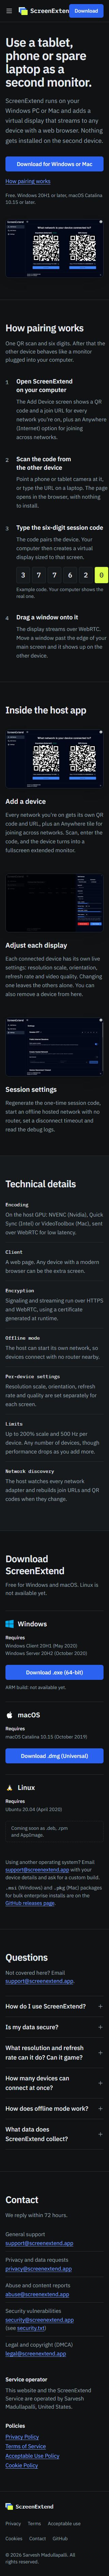 ScreenExten
Download
Use a tablet,
phone or spare
laptop as a
second monitor.
ScreenExtend runs on your
Windows PC or Mac and adds a
virtual display that extends to any
device with a web browser. Nothing
gets installed on the second device.
Download for Windows or Mac
How pairing works
Free. Windows 20H1 or later, macOS Catalina
10.15 or later.
How pairing works
One QR scan and six digits. After that the
other device behaves like a monitor
plugged into your computer.
1
Open ScreenExtend
on your computer
The Add Device screen shows a QR
code and a join URL for every
network you're on, plus an Anywhere
(Internet) option for joining
across networks.
2
Scan the code from
the other device
Point a phone or tablet camera at it,
or type the URL on a laptop. The page
opens in the browser, with nothing
to install.
3
Type the six-digit session code
The code pairs the device. Your
computer then creates a virtual
display sized to that screen.
3 7 7 6 2 0
Example code. Your computer shows the
real one.
4
Drag a window onto it
The display streams over WebRTC.
Move a window past the edge of your
main screen and it shows up on the
other device.
Inside the host app
Add a device
Every network you're on gets its own QR
code and URL, plus an Anywhere option
for joining across networks. Scan, enter
the code, and the device turns into a
fullscreen extended monitor.
Adjust each display
Each connected device has its own live
settings: resolution and scale, orientation,
refresh rate and video quality. Changing
one leaves the others alone. You can also
remove a device from here.
Session settings
Regenerate the one-time session code,
start an offline hosted network with no
router, set a disconnect timeout and
read the debug logs.
Technical details
Encoding
On the host GPU: NVENC (Nvidia), Quick
Sync (Intel) or VideoToolbox (Mac), sent
over WebRTC for low latency.
Client
A web page. Any device with a modern
browser can be the extra screen.
Encryption
Signaling and streaming run over HTTPS
and WebRTC, using a certificate
generated at runtime.
Offline mode
The host can start its own network, so
devices connect with no router nearby.
Per-device settings
Resolution and scale, orientation, refresh
rate and quality are set separately for
each screen.
Limits
Up to 200% scale and 500 Hz per
device. Any number of devices, though
performance drops as you add more.
Network discovery
The host watches every network
adapter and rebuilds join URLs and QR
codes when they change.
Download
ScreenExtend
Free for Windows and macOS. Linux is
not available yet.
Windows
Requires
Windows Client 20H1 (May 2020)
Windows Server 20H2 (October 2020)
Download .exe (64-bit)
ARM build: not available yet.
macOS
Requires
macOS Catalina 10.15 (October 2019)
Download .dmg (Universal)
Linux
Requires
Ubuntu 20.04 (April 2020)
Coming soon as .deb, .rpm
and AppImage.
Using another operating system? Email
support@screenextend.app with your
device details and ask for a custom build.
.msi (Windows) and .pkg (Mac) packages
for bulk enterprise installs are on the
GitHub releases page.
Questions
Not covered here? Email
support@screenextend.app.
How do I use ScreenExtend?
Is my data secure?
What resolution and refresh
rate can it do? Can it game?
How many devices can
connect at once?
How does offline mode work?
What data does
ScreenExtend collect?
Contact
We reply within 72 hours.
General support
support@screenextend.app
Privacy and data requests
privacy@screenextend.app
Abuse and content reports
abuse@screenextend.app
Security vulnerabilities
security@screenextend.app
(see security.txt)
Legal and copyright (DMCA)
legal@screenextend.app
Service operator
This website and the ScreenExtend
Service are operated by Sarvesh
Madullapalli, United States.
Policies
Privacy Policy
Terms of Service
Acceptable Use Policy
Cookie Policy
ScreenExtend
Privacy Terms Acceptable use
Cookies Contact GitHub
© 2026 Sarvesh Madullapalli. All
rights reserved.